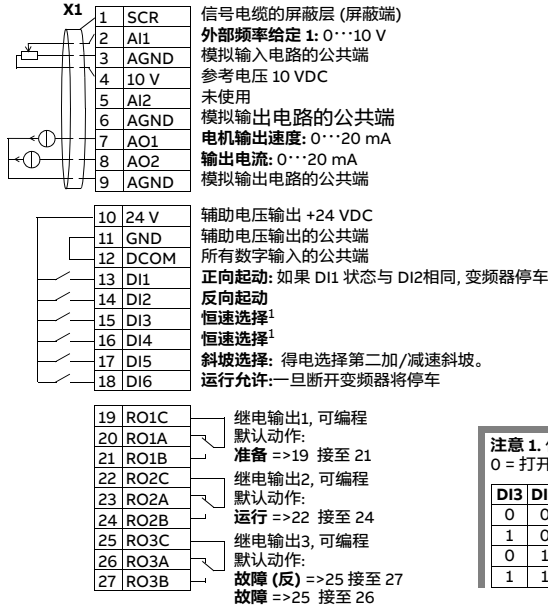 X1
1 SCR 信号电缆的屏蔽层 (屏蔽端)
2 AI1 外部频率给定 1: 0···10 V
3 AGND 模拟输入电路的公共端
4 10 V 参考电压 10 VDC
5 AI2 未使用
6 AGND 模拟输出电路的公共端
7 AO1 电机输出速度: 0···20 mA
8 AO2 输出电流: 0···20 mA
9 AGND 模拟输出电路的公共端
10 24 V 辅助电压输出 +24 VDC
11 GND 辅助电压输出的公共端
12 DCOM 所有数字输入的公共端
13 DI1 正向起动: 如果 DI1 状态与 DI2相同, 变频器停车
14 DI2 反向起动
15 DI3 恒速选择1
16 DI4 恒速选择1
17 DI5 斜坡选择: 得电选择第二加/减速斜坡。
18 DI6 运行允许:一旦断开变频器将停车
19 RO1C 继电输出1, 可编程
20 RO1A 默认动作:
21 RO1B 准备 =>19 接至 21
22 RO2C 继电输出2, 可编程
23 RO2A 默认动作:
24 RO2B 运行 =>22 接至 24
25 RO3C 继电输出3, 可编程
26 RO3A 默认动作:
27 RO3B 故障 (反) =>25 接至 27
故障 =>25 接至 26
注意 1.
0 = 打开
DI3 DI
0 0
1 0
0 1
1 1